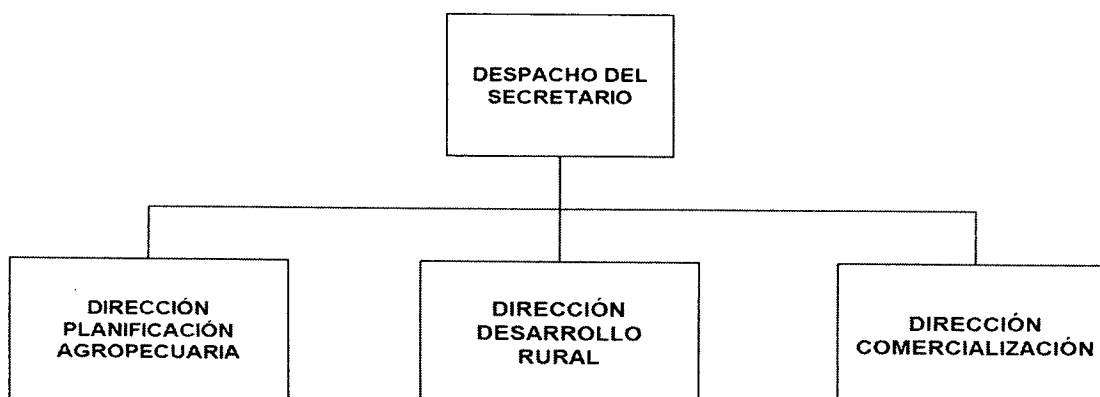 DESPACHO DEL
SECRETARIO
DIRECCIÓN
PLANIFICACIÓN
AGROPECUARIA
DIRECCIÓN
DESARROLLO
RURAL
DIRECCIÓN
COMERCIALIZACIÓN